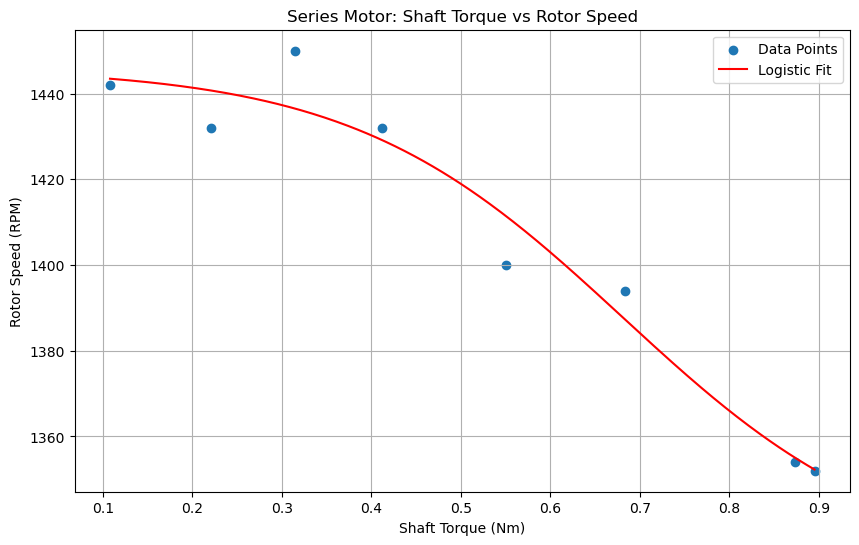 Series Motor: Shaft Torque vs Rotor Speed
Data Points
Logistic Fit
Rotor Speed (RPM)
1440
1420
1400
1380
1360
0.1 0.2 0.3 0.4 0.5 0.6 0.7 0.8 0.9
Shaft Torque (Nm)